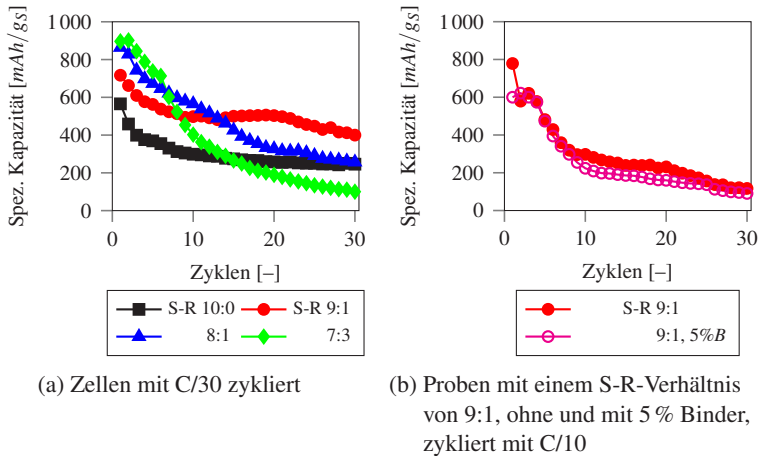 Spez. Kapazität [mAh/gS]
1 000
800
600
400
200
0
0 10 20 30
Zyklen [–]
S-R 10:0 S-R 9:1
8:1 7:3
(a) Zellen mit C/30 zykliert
Spez. Kapazität [mAh/gS]
1 000
800
600
400
200
0
0 10 20 30
Zyklen [–]
S-R 9:1
9:1, 5%B
(b) Proben mit einem S-R-Verhältnis
von 9:1, ohne und mit 5 % Binder,
zykliert mit C/10